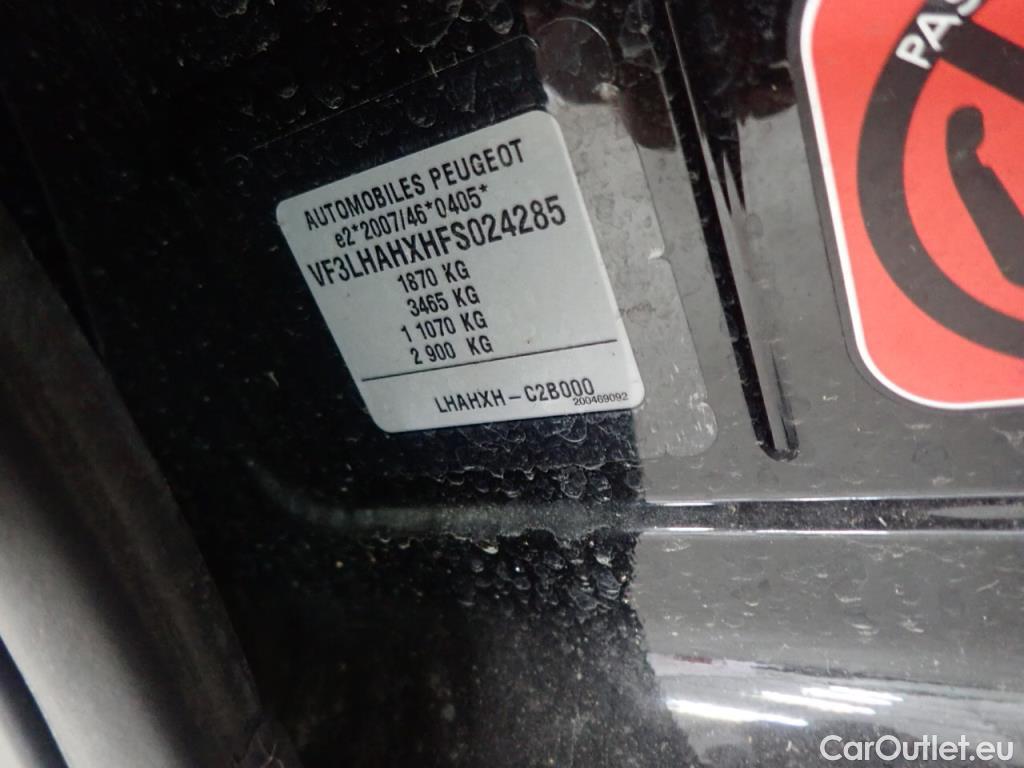 AUTOMOBILES PEUGEOT
e2*2007/46*0405*
VF3LHAHXHFS024285
1870 KG
3465 KG
1 1070 KG
2 900 KG
LHAHXH-C2B000
200469092
CarOutlet.eu